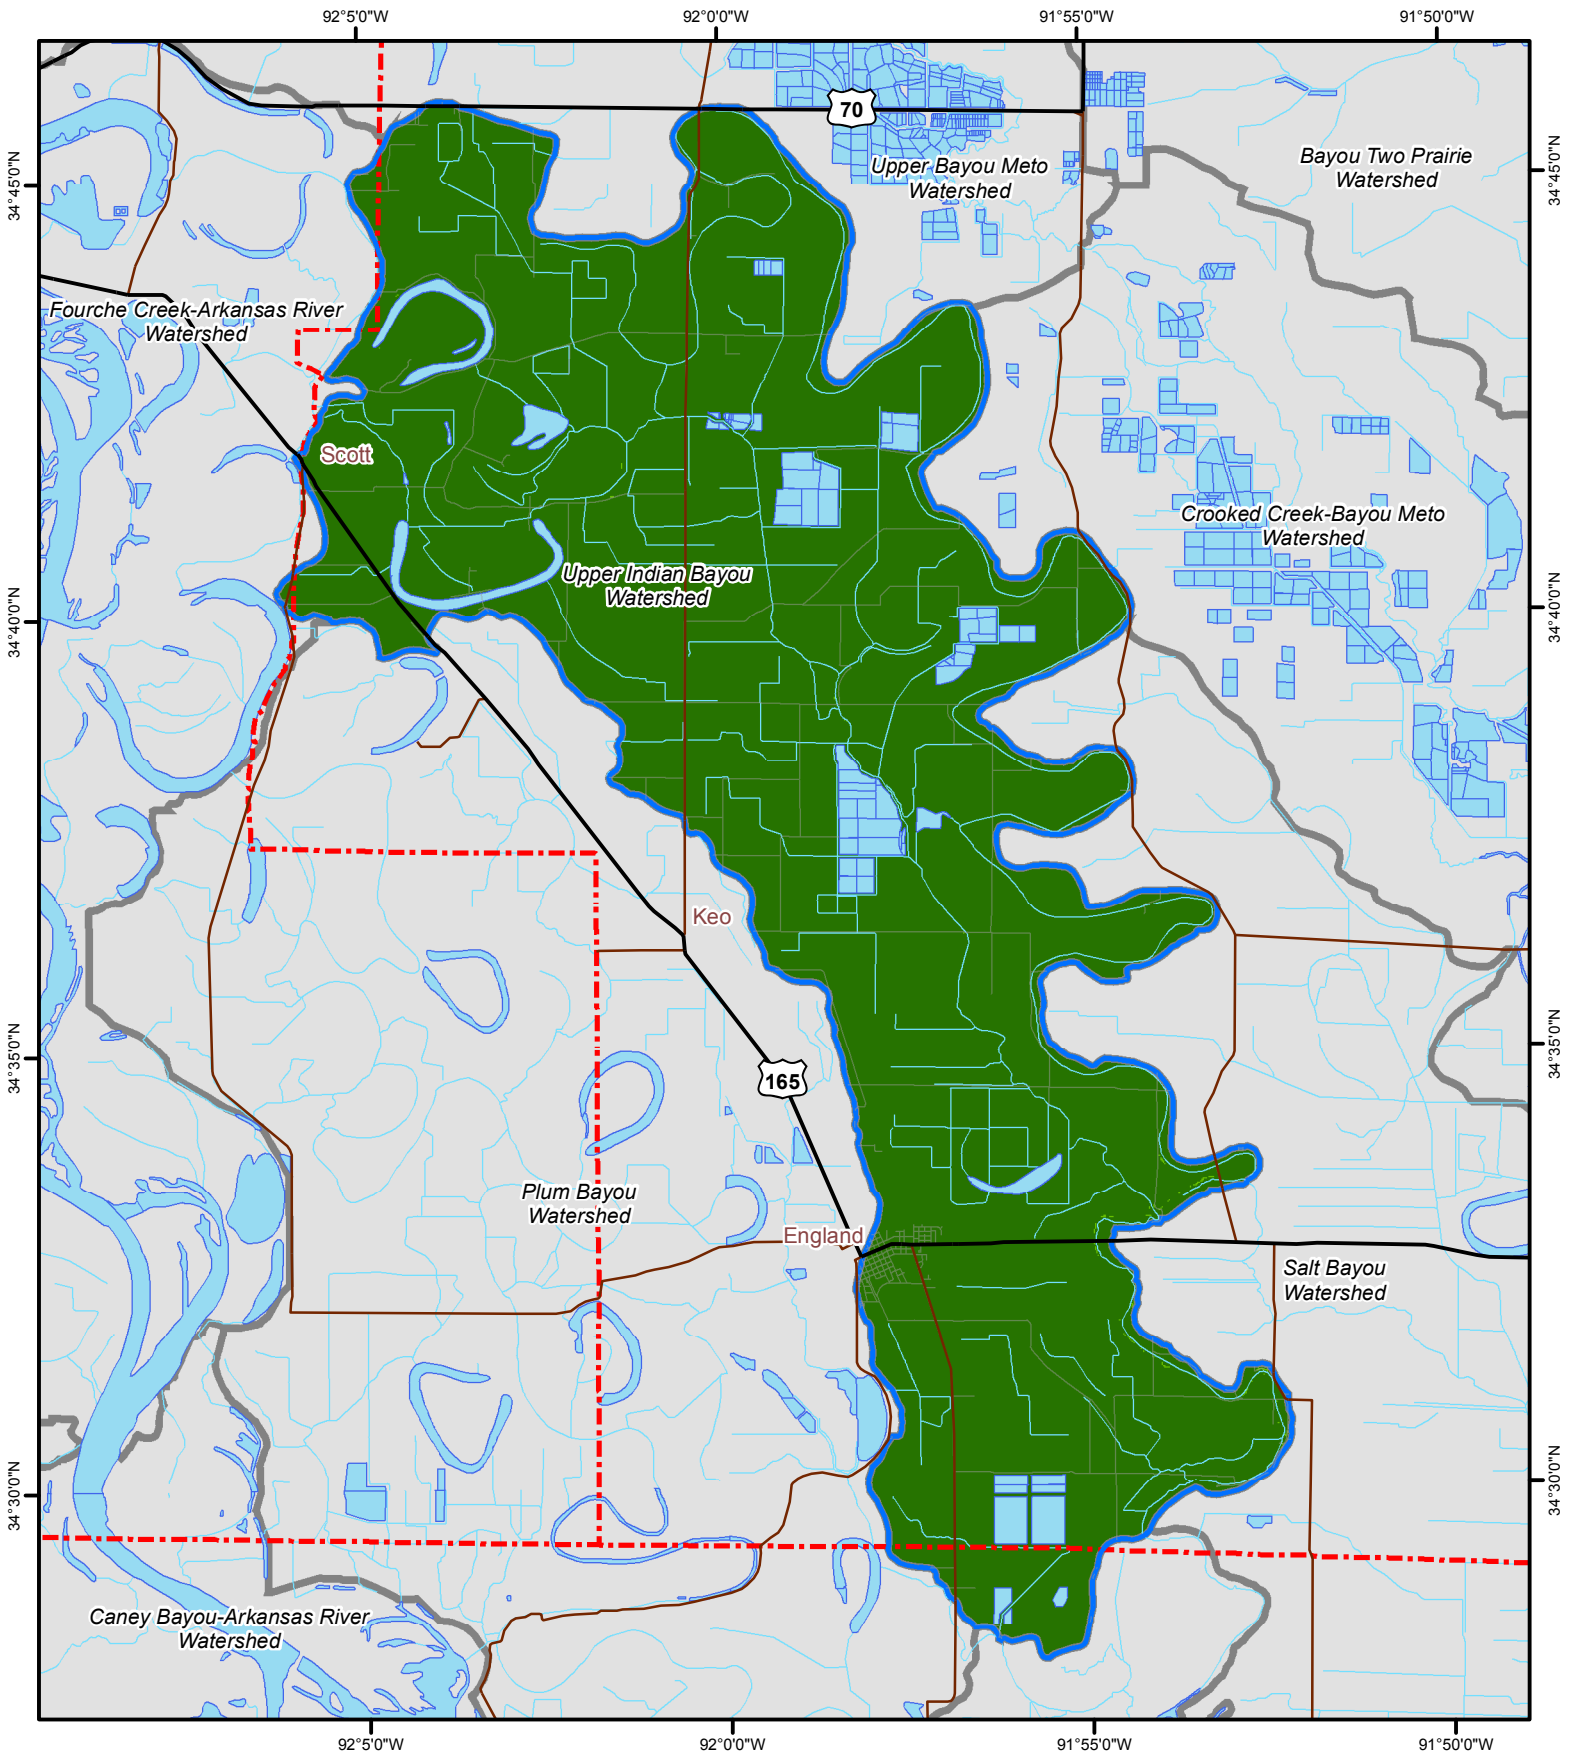 92°5'0"W
92°0'0"W
91°55'0"W
91°50'0"W
70
Upper Bayou Meto
Watershed
Bayou Two Prairie
Watershed
34°45'0"N
34°45'0"N
Fourche Creek-Arkansas River
Watershed
Scott
Crooked Creek-Bayou Meto
Watershed
Upper Indian Bayou
Watershed
34°40'0"N
34°40'0"N
Keo
34°35'0"N
34°35'0"N
165
Plum Bayou
Watershed
England
Salt Bayou
Watershed
34°30'0"N
34°30'0"N
Caney Bayou-Arkansas River
Watershed
92°5'0"W
92°0'0"W
91°55'0"W
91°50'0"W